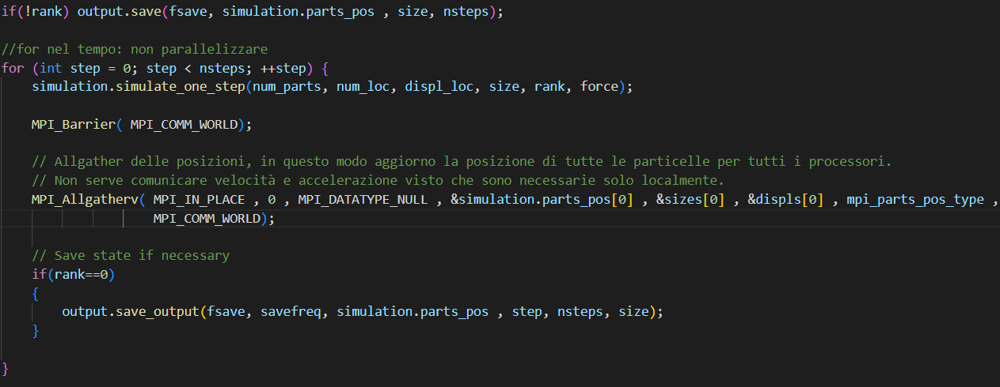 if(!rank) output.save(fsave, simulation.parts_pos , size, nsteps);
//for nel tempo: non parallelizzare
for (int step = 0; step < nsteps; ++step) {
simulation.simulate_one_step(num_parts, num_loc, displ_loc, size, rank, force);
MPI_Barrier( MPI_COMM_WORLD);
// Allgather delle posizioni, in questo modo aggiorno la posizione di tutte le particelle per tutti i processori.
// Non serve comunicare velocità e accelerazione visto che sono necessarie solo localmente.
MPI_Allgatherv( MPI_IN_PLACE , 0 , MPI_DATATYPE_NULL , &simulation.parts_pos[0] , &sizes[0] , &displs[0] , mpi_parts_pos_type ,
MPI_COMM_WORLD);
// Save state if necessary
if(rank==0)
{
output.save_output(fsave, savefreq, simulation.parts_pos , step, nsteps, size);
}
}